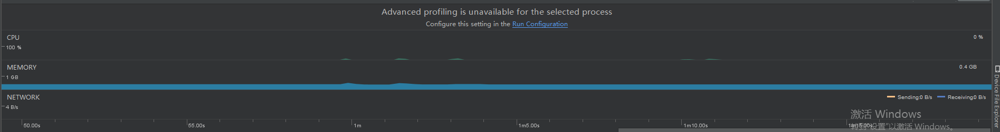 Advanced profiling is unavailable for the selected process
Configure this setting in the Run Configuration
CPU
0 %
100 %
MEMORY
0.4 GB
1 GB
NETWORK
Sending:0 B/s Receiving:0 B/s
4 B/s
激活 Windows
转到“设置”以激活 Windows。
50.00s 55.00s 1m 1m5.00s 1m10.00s 1m15.00s
Device File Explorer